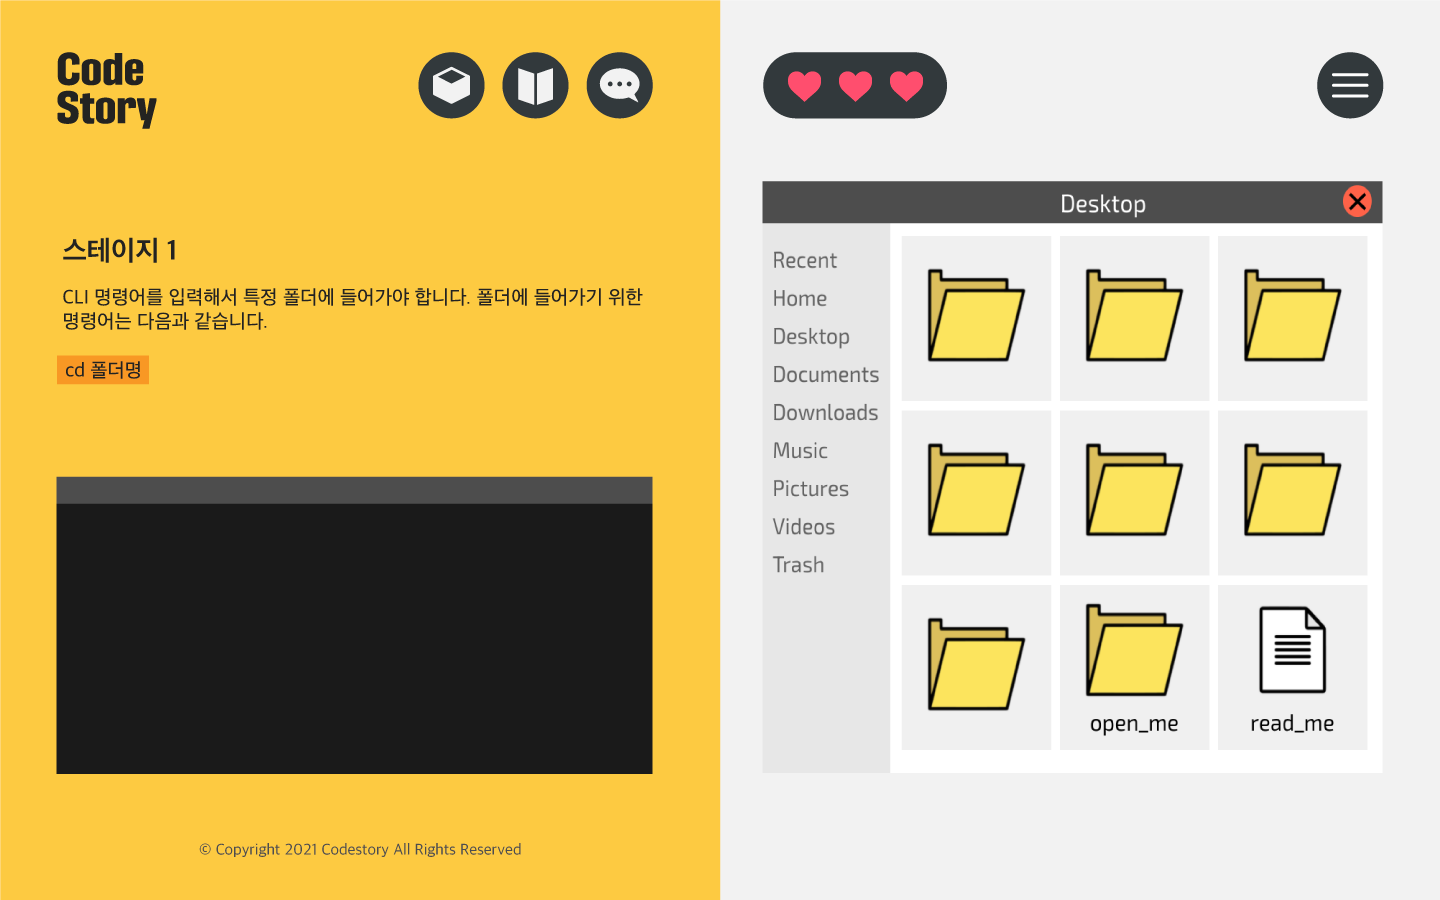 Code
Story
스테이지 1
CLI 명령어를 입력해서 특정 폴더에 들어가야 합니다. 폴더에 들어가기 위한
명령어는 다음과 같습니다.
cd 폴더명
© Copyright 2021 Codestory All Rights Reserved
Desktop
Recent
Home
Desktop
Documents
Downloads
Music
Pictures
Videos
Trash
open_me
read_me